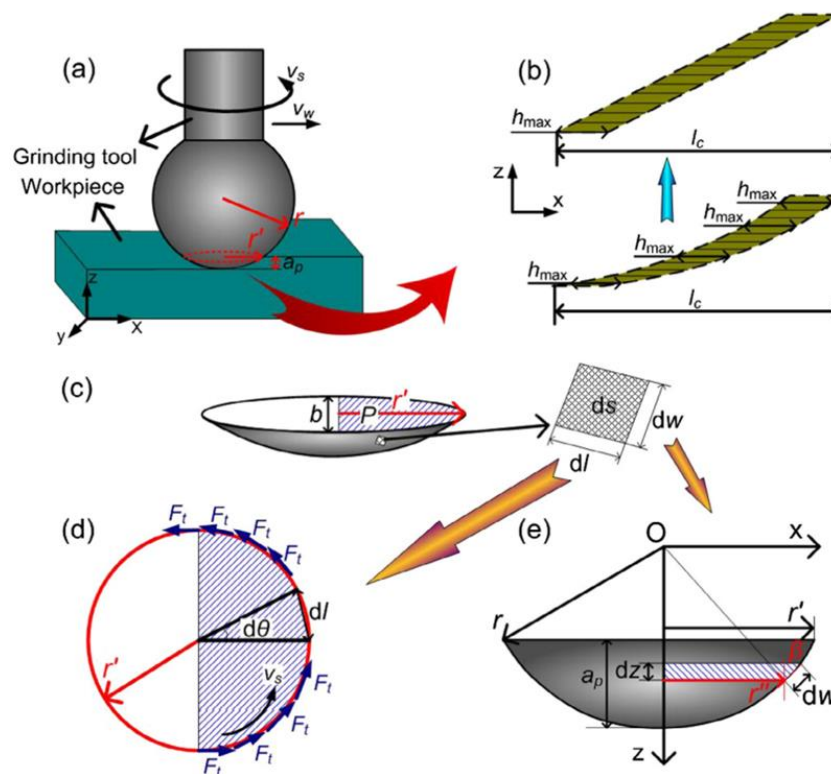 (a)
v_s
v_w
Grinding tool
Workpiece
r
r'
a_p
z
y
x
(b)
h_max
l_c
z
x
h_max
h_max
h_max
h_max
l_c
(c)
b
P
r'
ds
dw
dl
(d)
F_t
F_t
F_t
F_t
dl
dθ
r'
v_s
F_t
F_t
F_t
F_t
(e)
O
x
r
r'
a_p
dz
r''
dw
z